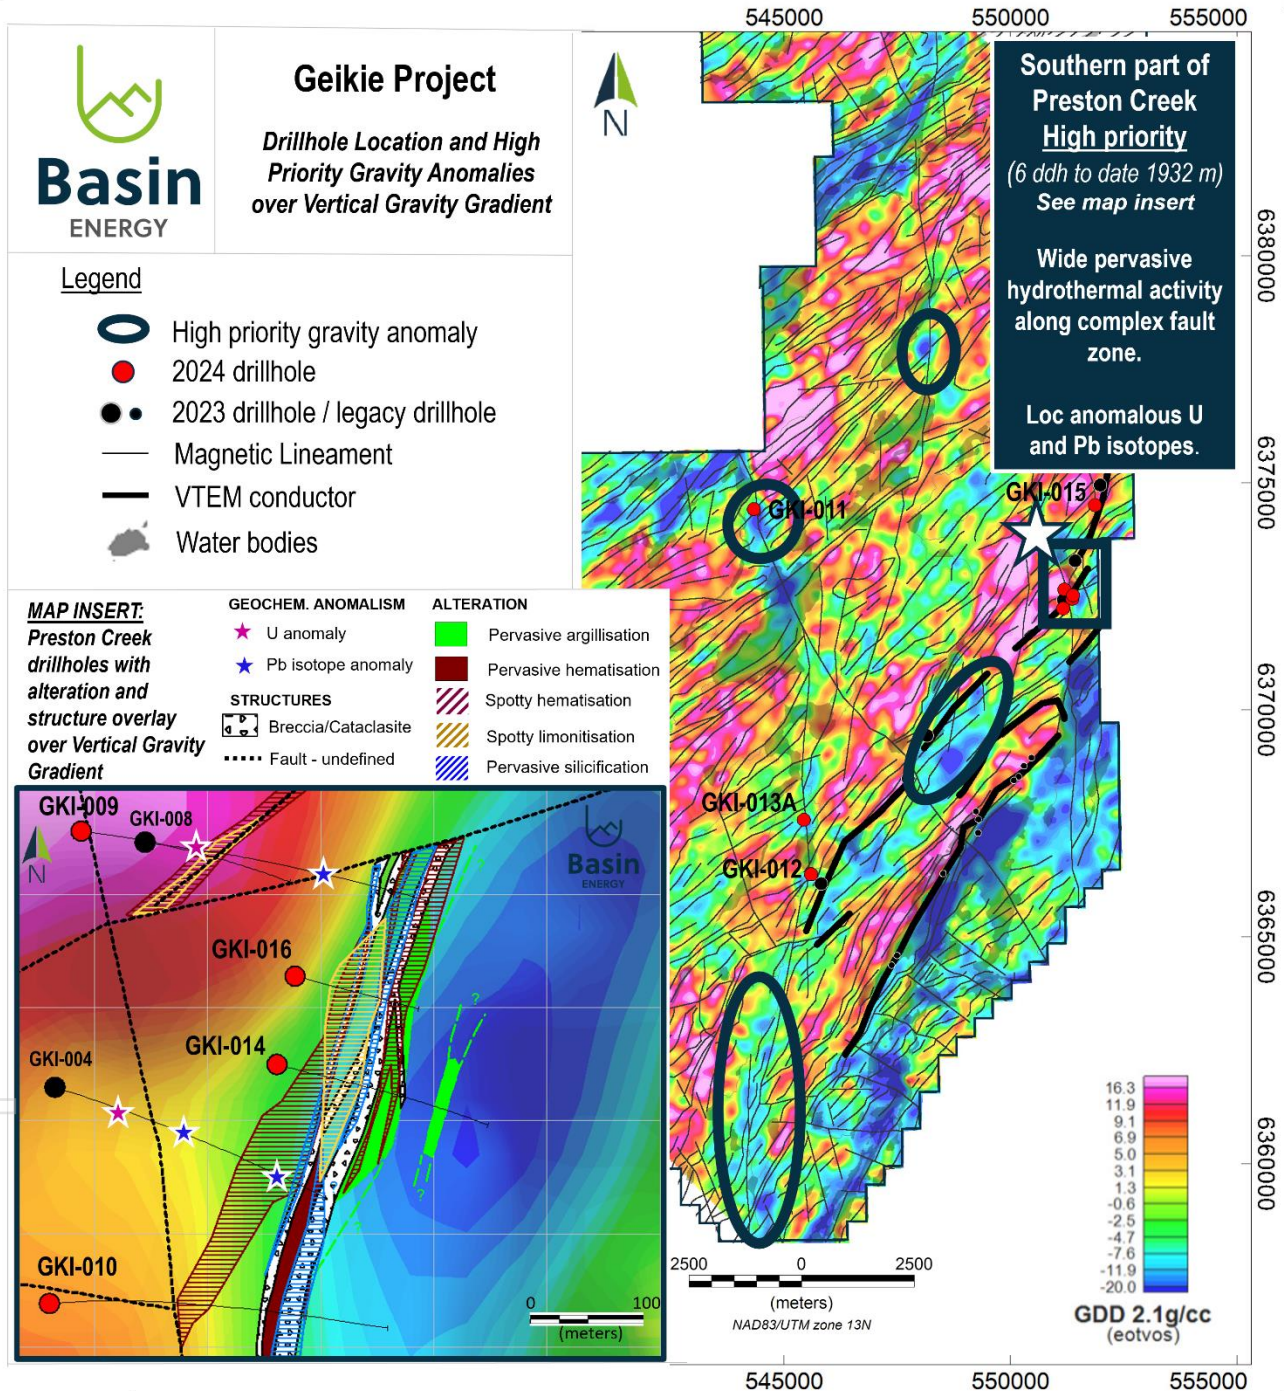 Basin
ENERGY
Geikie Project
Drillhole Location and High
Priority Gravity Anomalies
over Vertical Gravity Gradient
Legend
High priority gravity anomaly
2024 drillhole
2023 drillhole / legacy drillhole
Magnetic Lineament
VTEM conductor
Water bodies
MAP INSERT:
Preston Creek
drillholes with
alteration and
structure overlay
over Vertical Gravity
Gradient
GEOCHEM. ANOMALISM
U anomaly
Pb isotope anomaly
STRUCTURES
Breccia/Cataclasite
Fault - undefined
ALTERATION
Pervasive argillisation
Pervasive hematisation
Spotty hematisation
Spotty limonitisation
Pervasive silicification
GKI-009
GKI-008
N
Basin
ENERGY
GKI-016
GKI-014
GKI-004
GKI-010
?
?
?
?
0 100
(meters)
545000 550000 555000
N
Southern part of
Preston Creek
High priority
(6 ddh to date 1932 m)
See map insert
Wide pervasive
hydrothermal activity
along complex fault
zone.
Loc anomalous U
and Pb isotopes.
GKI-015
GKI-011
GKI-013A
GKI-012
6380000
6375000
6370000
6365000
6360000
2500 0 2500
(meters)
NAD83/UTM zone 13N
16.3
11.9
9.1
6.9
5.0
3.1
1.3
-0.6
-2.5
-4.7
-7.6
-11.9
-20.0
GDD 2.1g/cc
(eotvos)
545000 550000 555000